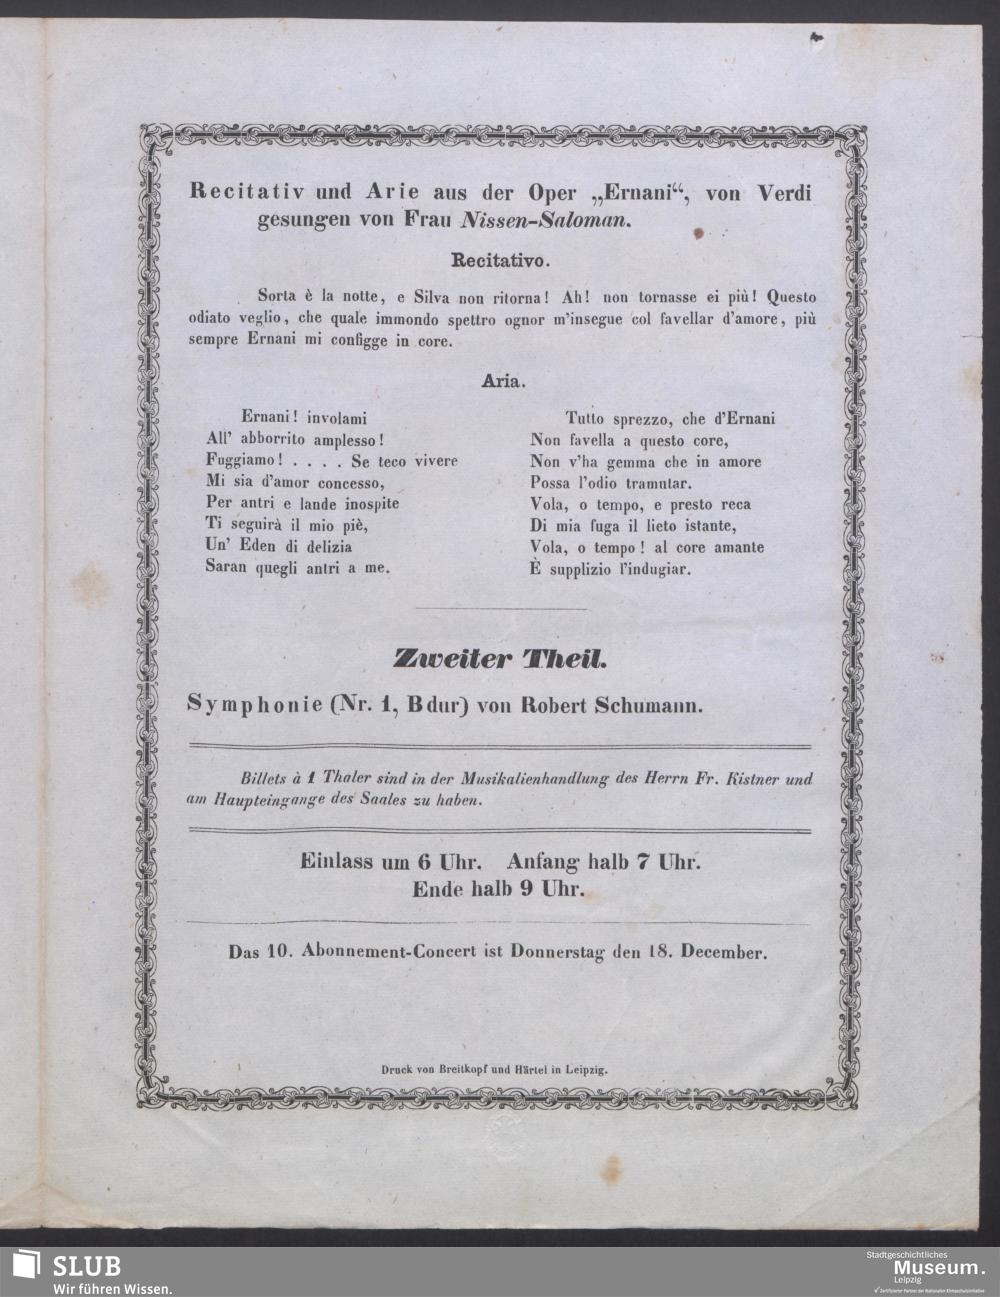 Recitativ und Arie aus der Oper „Ernani“, von Verdi
gesungen von Frau Nissen-Saloman.
Recitativo.
Sorta è la notte, e Silva non ritorna! Ah! non tornasse ei più! Questo
odiato veglio, che quale immondo spettro ognor m'insegue col favellar d'amore, più
sempre Ernani mi configge in core.
Aria.
Ernani! involami
All' abborrito amplesso!
Fuggiamo! . . . . Se teco vivere
Mi sia d'amor concesso,
Per antri e lande inospite
Ti seguirà il mio piè,
Un' Eden di delizia
Saran quegli antri a me.
Tutto sprezzo, che d'Ernani
Non favella a questo core,
Non v'ha gemma che in amore
Possa l'odio tramutar.
Vola, o tempo, e presto reca
Di mia fuga il lieto istante,
Vola, o tempo! al core amante
È supplizio l'indugiar.
Zweiter Theil.
Symphonie (Nr. 1, B dur) von Robert Schumann.
Billets à 1 Thaler sind in der Musikalienhandlung des Herrn Fr. Kistner und
am Haupteingange des Saales zu haben.
Einlass um 6 Uhr. Anfang halb 7 Uhr.
Ende halb 9 Uhr.
Das 10. Abonnement-Concert ist Donnerstag den 18. December.
Druck von Breitkopf und Härtel in Leipzig.
SLUB
Wir führen Wissen.
Stadtgeschichtliches
Museum.
Leipzig
Zertifizierter Partner der Nationalen Klimaschutzinitiative